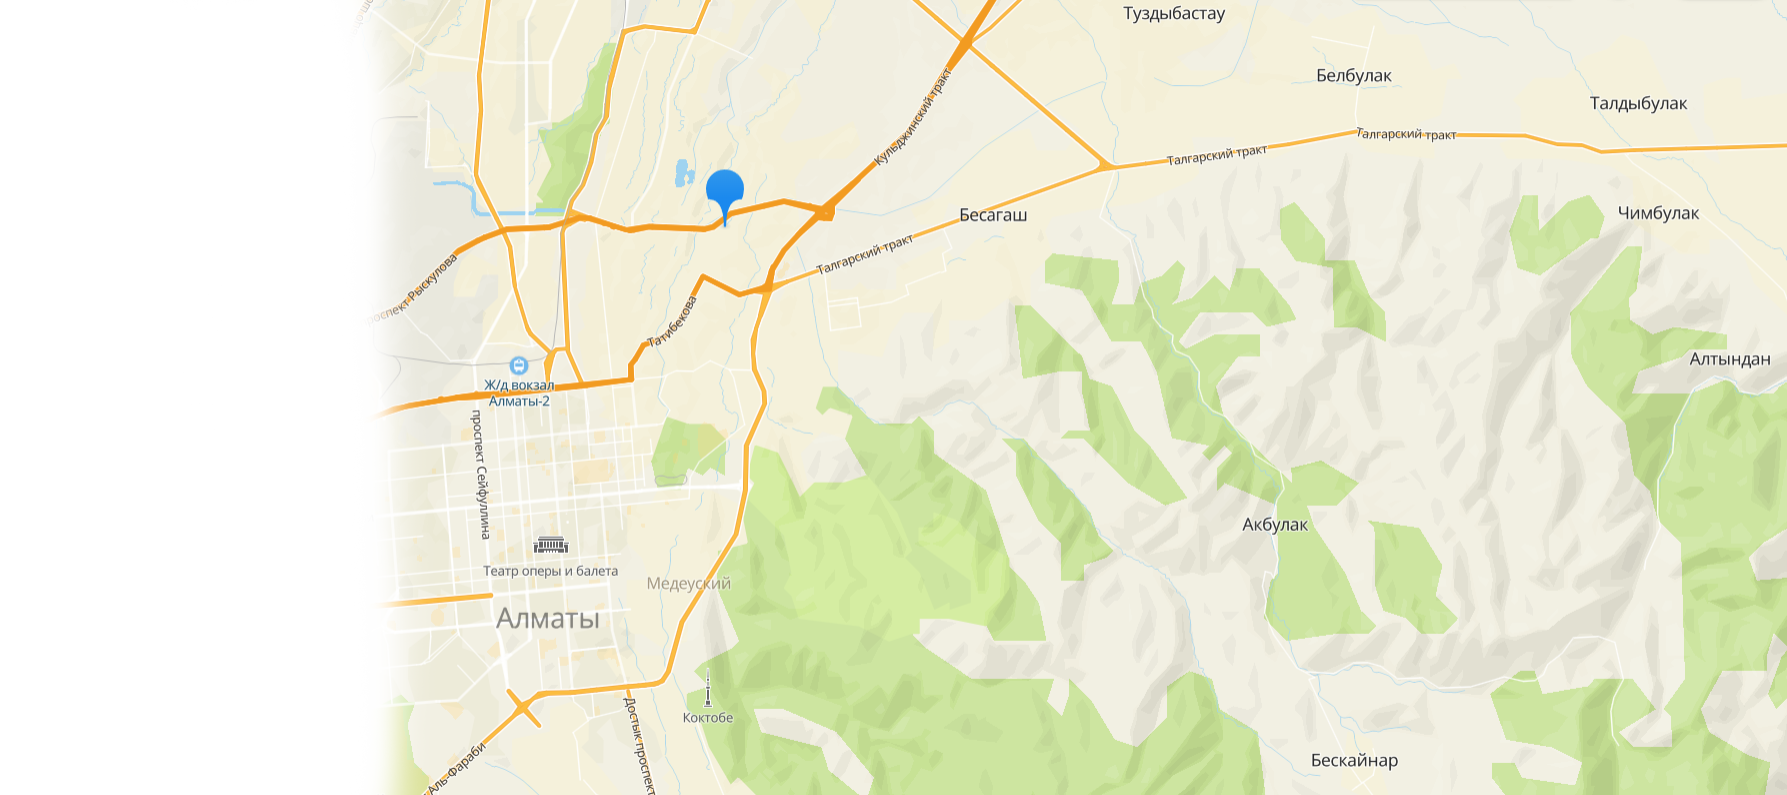 Туздыбастау
Белбулак
Талдыбулак
Кульджинский тракт
Талгарский тракт
Талгарский тракт
Бесагаш
Чимбулак
Талгарский тракт
роспект Рыскулова
Татибекова
Алтындан
Ж/д вокзал
Алматы-2
проспект Сейфуллина
Акбулак
Театр оперы и балета
Медеуский
Алматы
Коктобе
Достык проспект
Аль-Фараби
Бескайнар